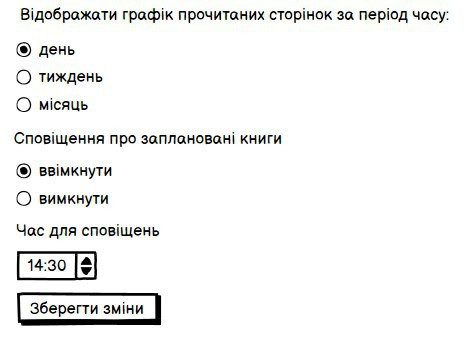 Відображати графік прочитаних сторінок за період часу:
день
тиждень
місяць
Сповіщення про заплановані книги
ввімкнути
вимкнути
Час для сповіщень
14:30
Зберегти зміни